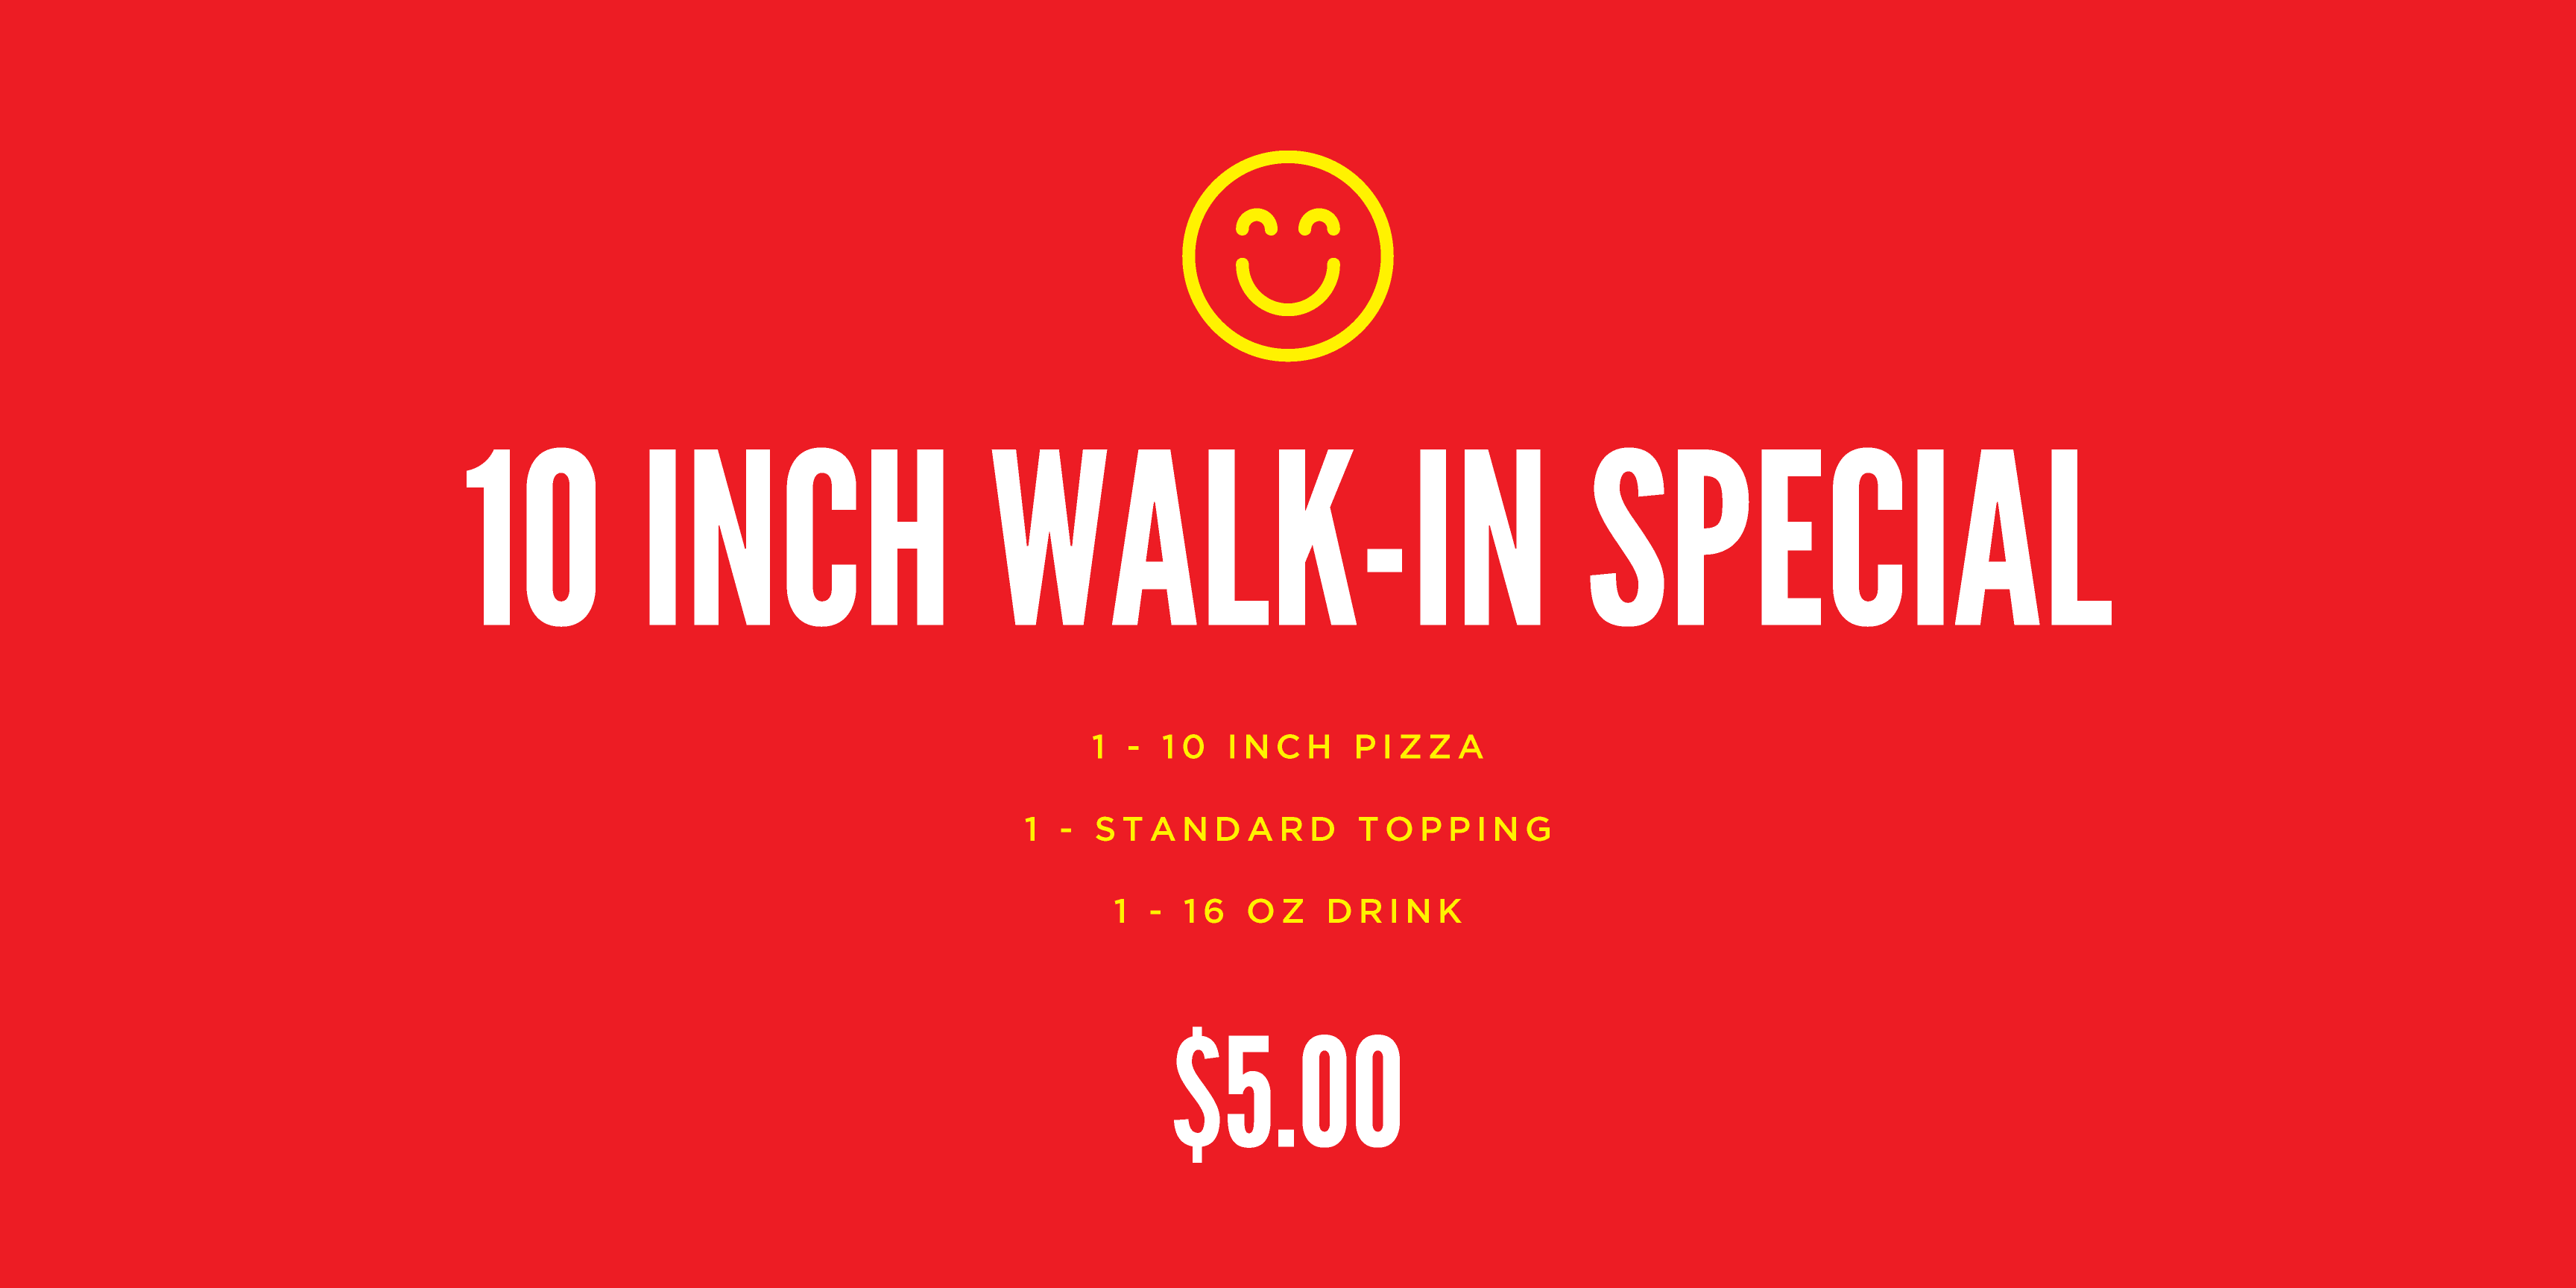 10 INCH WALK-IN SPECIAL
1 - 10 INCH PIZZA
1 - STANDARD TOPPING
1 - 16 OZ DRINK
$5.00